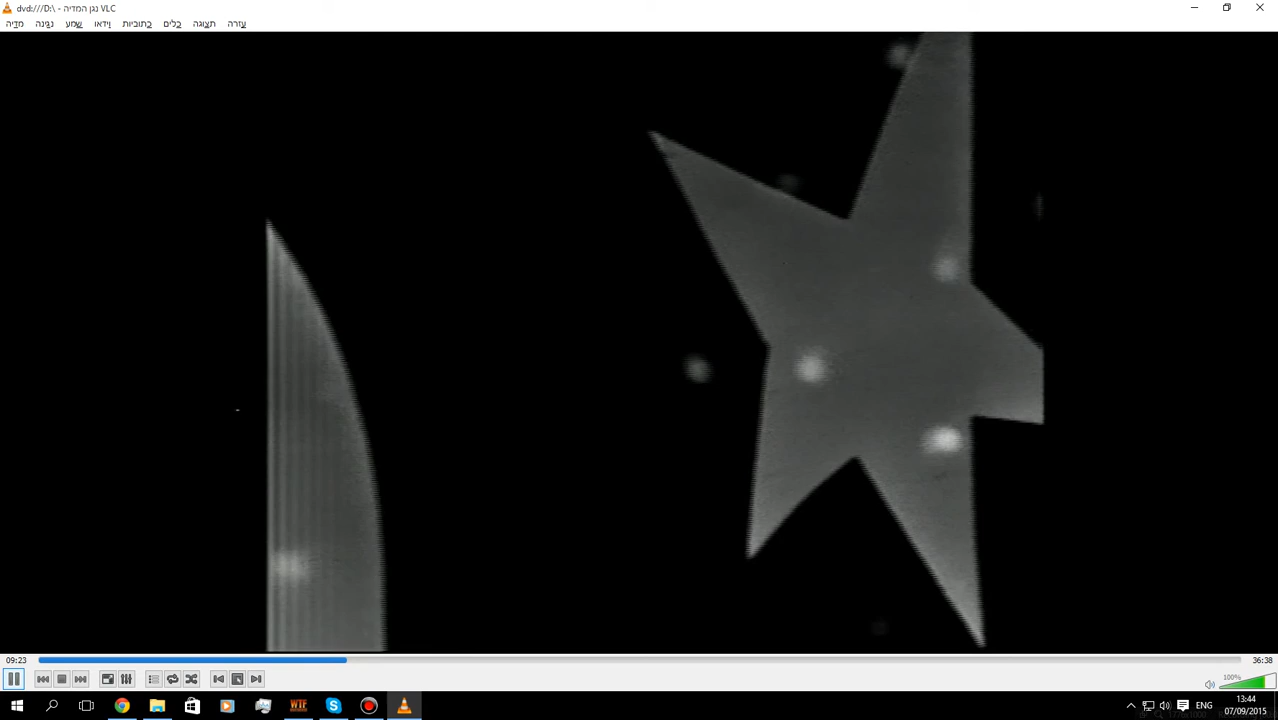 dvd:///D:\ - נגן המדיה VLC
מדיה נגינה שמע וידאו כתוביות כלים תצוגה עזרה
09:23 36:38
100%
WTF
ENG 13:44
07/09/2015